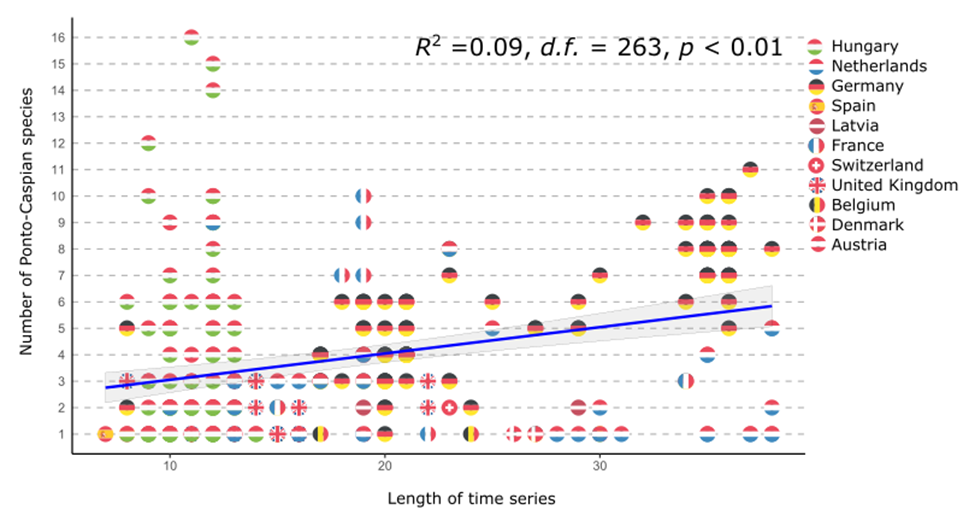 R² =0.09, d.f. = 263, p < 0.01
Number of Ponto-Caspian species
16
15
14
13
12
11
10
9
8
7
6
5
4
3
2
1
10
20
30
Length of time series
Hungary
Netherlands
Germany
Spain
Latvia
France
Switzerland
United Kingdom
Belgium
Denmark
Austria